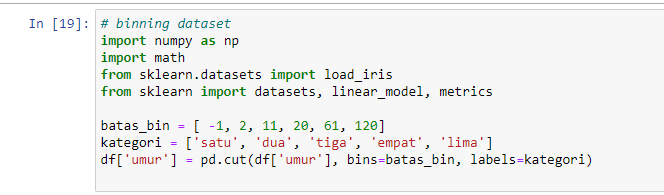 In [19]: # binning dataset
import numpy as np
import math
from sklearn.datasets import load_iris
from sklearn import datasets, linear_model, metrics
batas_bin = [ -1, 2, 11, 20, 61, 120]
kategori = ['satu', 'dua', 'tiga', 'empat', 'lima']
df['umur'] = pd.cut(df['umur'], bins=batas_bin, labels=kategori)